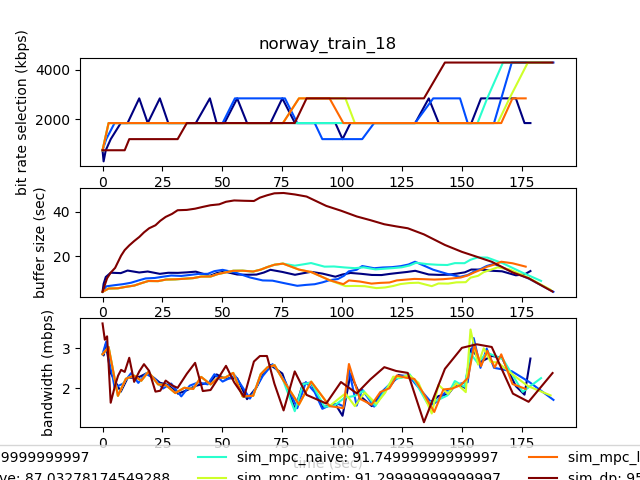 norway_train_18
bit rate selection (kbps)
4000
2000
0 25 50 75 100 125 150 175
buffer size (sec)
40
20
0 25 50 75 100 125 150 175
bandwidth (mbps)
3
2
0 25 50 75 100 125 150 175
time (sec)
9999999997 sim_mpc_naive: 91.749999999999997 sim_mpc_l
ve: 87.03278174549288 sim_mpc_optim: 91.29999999999997 sim_dp: 95